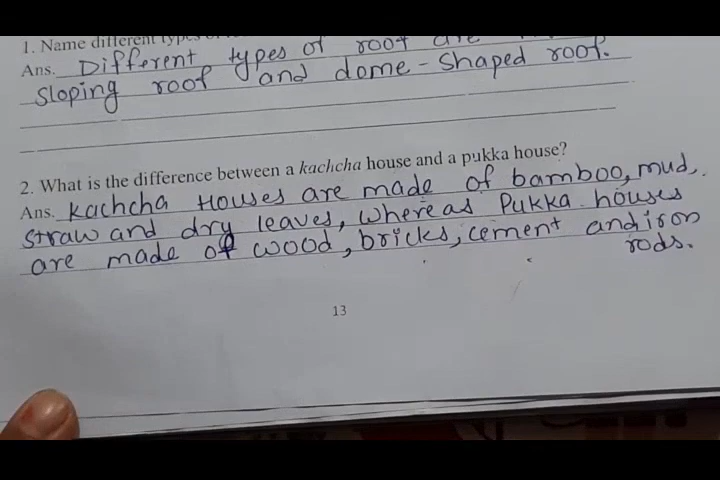 1. Name different types of
Ans. Different types of roof are
sloping roof and dome-shaped roof.
2. What is the difference between a kachcha house and a pukka house?
Ans. Kachcha Houses are made of bamboo, mud,
straw and dry leaves, whereas Pukka houses
are made of wood, bricks, cement and iron
rods.
13